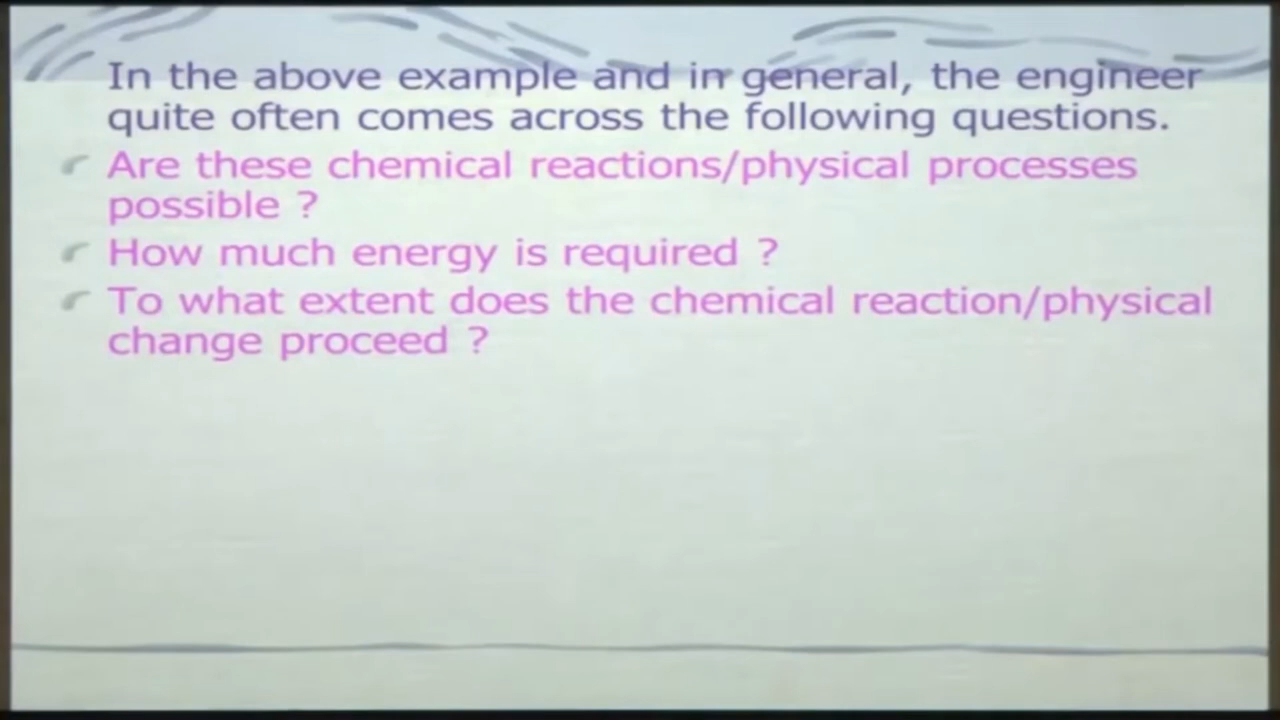 In the above example and in general, the engineer
quite often comes across the following questions.
Are these chemical reactions/physical processes
possible ?
How much energy is required ?
To what extent does the chemical reaction/physical
change proceed ?